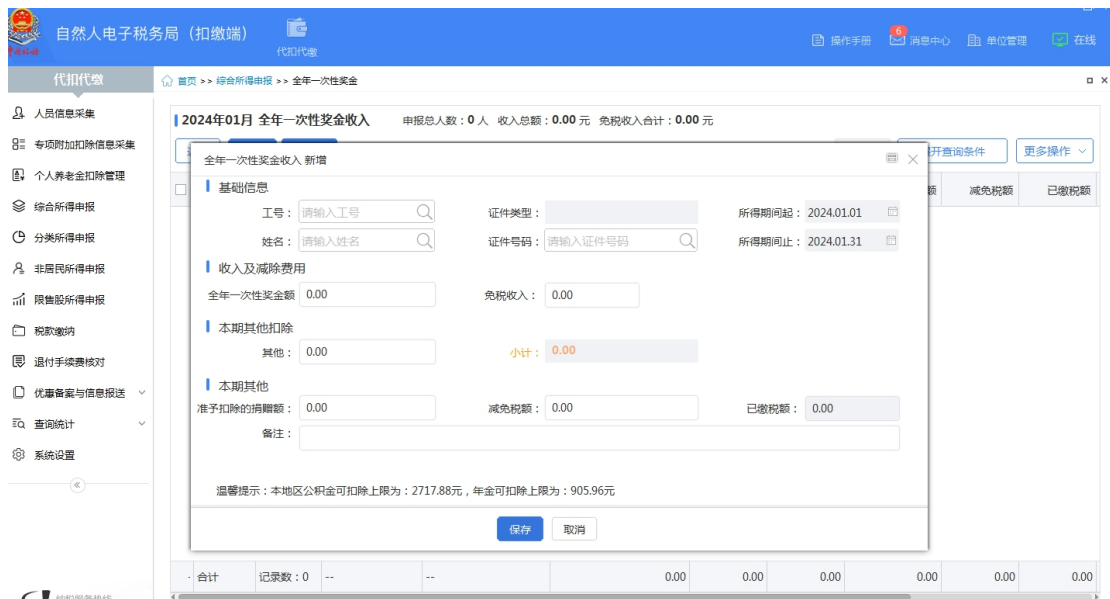 自然人电子税务局（扣缴端）
代扣代缴
操作手册
6
消息中心
单位管理
在线
代扣代缴
首页 >> 综合所得申报 >> 全年一次性奖金
人员信息采集
专项附加扣除信息采集
个人养老金扣除管理
综合所得申报
分类所得申报
非居民所得申报
限售股所得申报
税款缴纳
退付手续费核对
优惠备案与信息报送
查询统计
系统设置
2024年01月 全年一次性奖金收入 申报总人数：0 人 收入总额：0.00 元 免税收入合计：0.00 元
开查询条件
更多操作
额 减免税额 已缴税额
全年一次性奖金收入 新增
基础信息
工号： 请输入工号 证件类型： 所得期间起： 2024.01.01
姓名： 请输入姓名 证件号码： 请输入证件号码 所得期间止： 2024.01.31
收入及减除费用
全年一次性奖金额 0.00 免税收入： 0.00
本期其他扣除
其他： 0.00 小计： 0.00
本期其他
准予扣除的捐赠额： 0.00 减免税额： 0.00 已缴税额： 0.00
备注：
温馨提示：本地区公积金可扣除上限为：2717.88元，年金可扣除上限为：905.96元
保存 取消
合计 记录数：0 -- -- 0.00 0.00 0.00 0.00 0.00 0.00